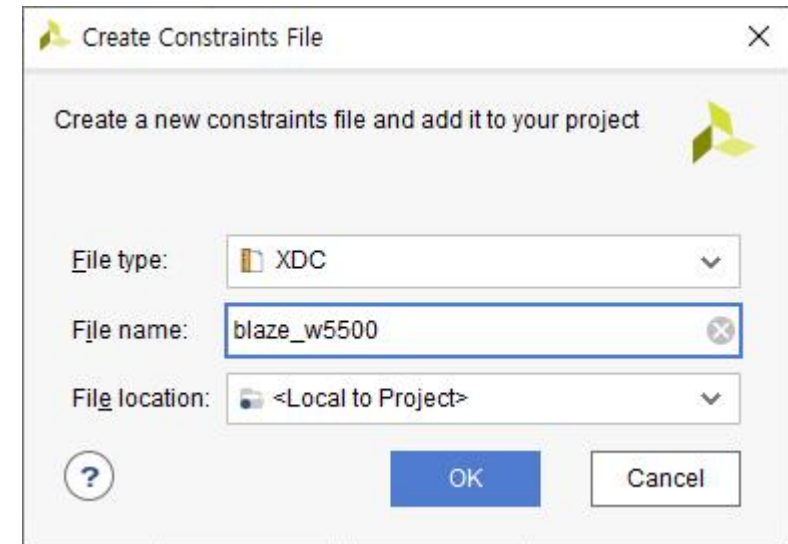 Create Constraints File
Create a new constraints file and add it to your project
File type: XDC
File name: blaze_w5500
File location: <Local to Project>
? OK Cancel